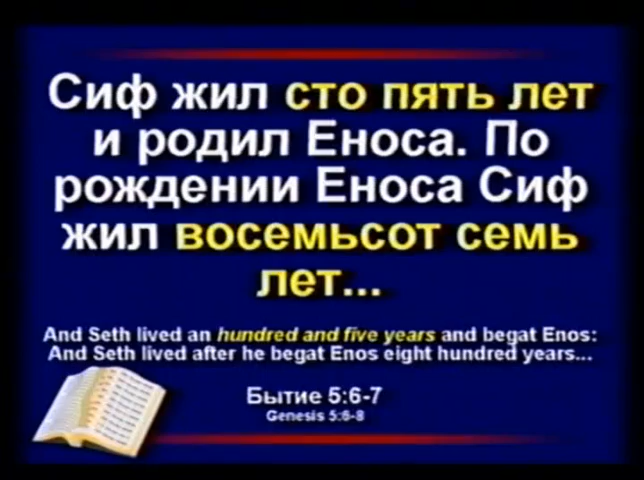 Сиф жил сто пять лет
и родил Еноса. По
рождении Еноса Сиф
жил восемьсот семь
лет...
And Seth lived an hundred and five years and begat Enos:
And Seth lived after he begat Enos eight hundred years...
Бытие 5:6-7
Genesis 5:6-8